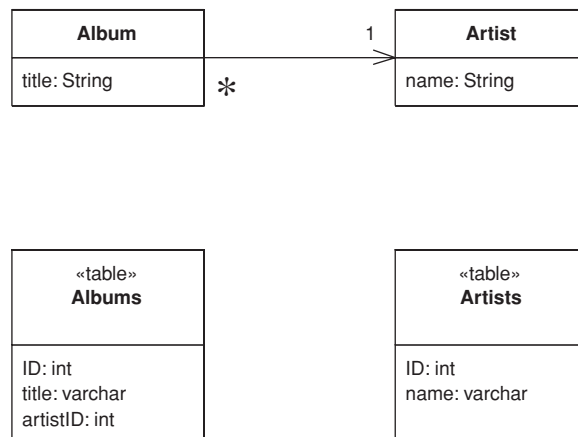 Album
1
Artist
title: String
*
name: String
«table»
Albums
«table»
Artists
ID: int
title: varchar
artistID: int
ID: int
name: varchar